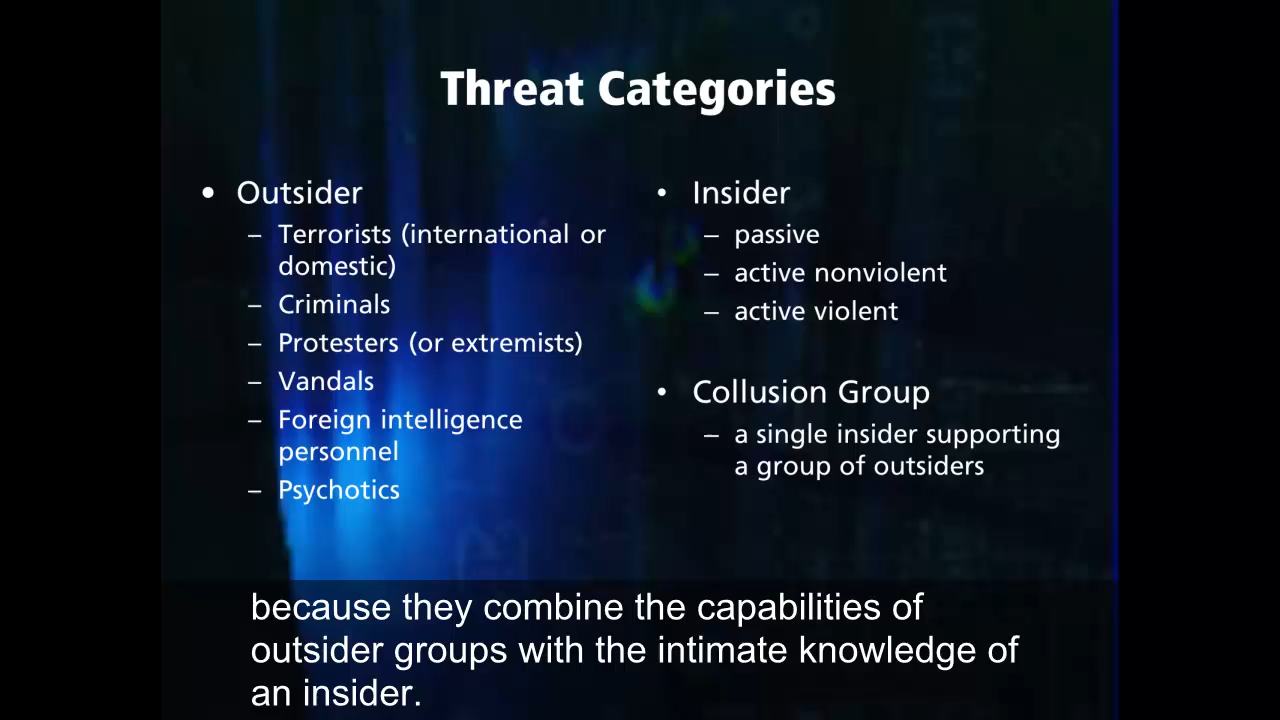 Threat Categories
• Outsider
– Terrorists (international or
domestic)
– Criminals
– Protesters (or extremists)
– Vandals
– Foreign intelligence
personnel
– Psychotics
• Insider
– passive
– active nonviolent
– active violent
• Collusion Group
– a single insider supporting
a group of outsiders
because they combine the capabilities of
outsider groups with the intimate knowledge of
an insider.